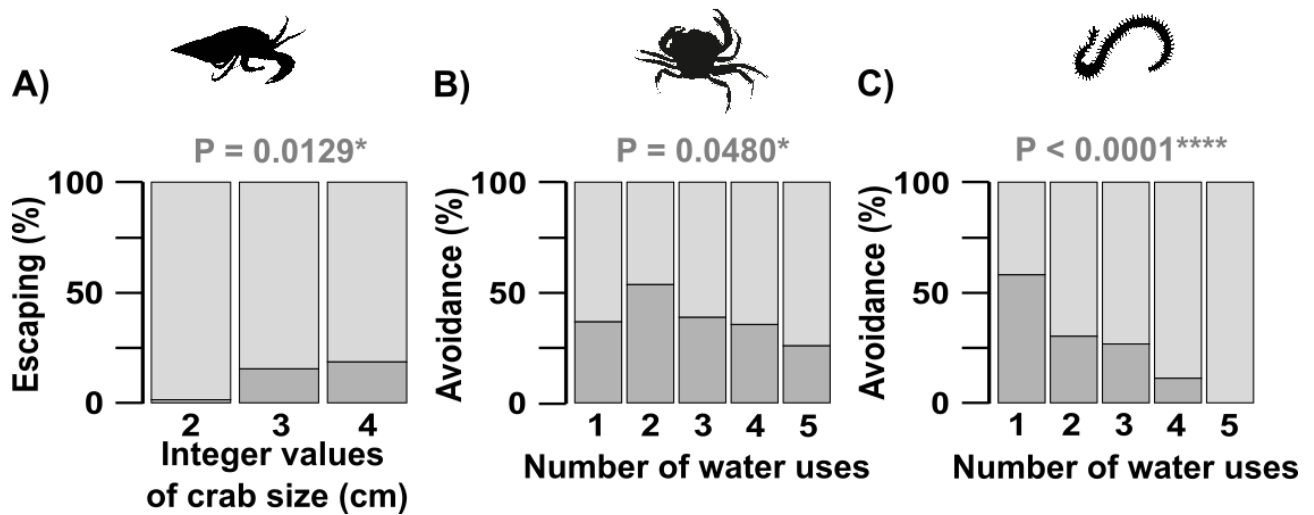 A)
P = 0.0129*
Escaping (%)
100
50
0
2 3 4
Integer values
of crab size (cm)
B)
P = 0.0480*
Avoidance (%)
100
50
0
1 2 3 4 5
Number of water uses
C)
P < 0.0001****
Avoidance (%)
100
50
0
1 2 3 4 5
Number of water uses